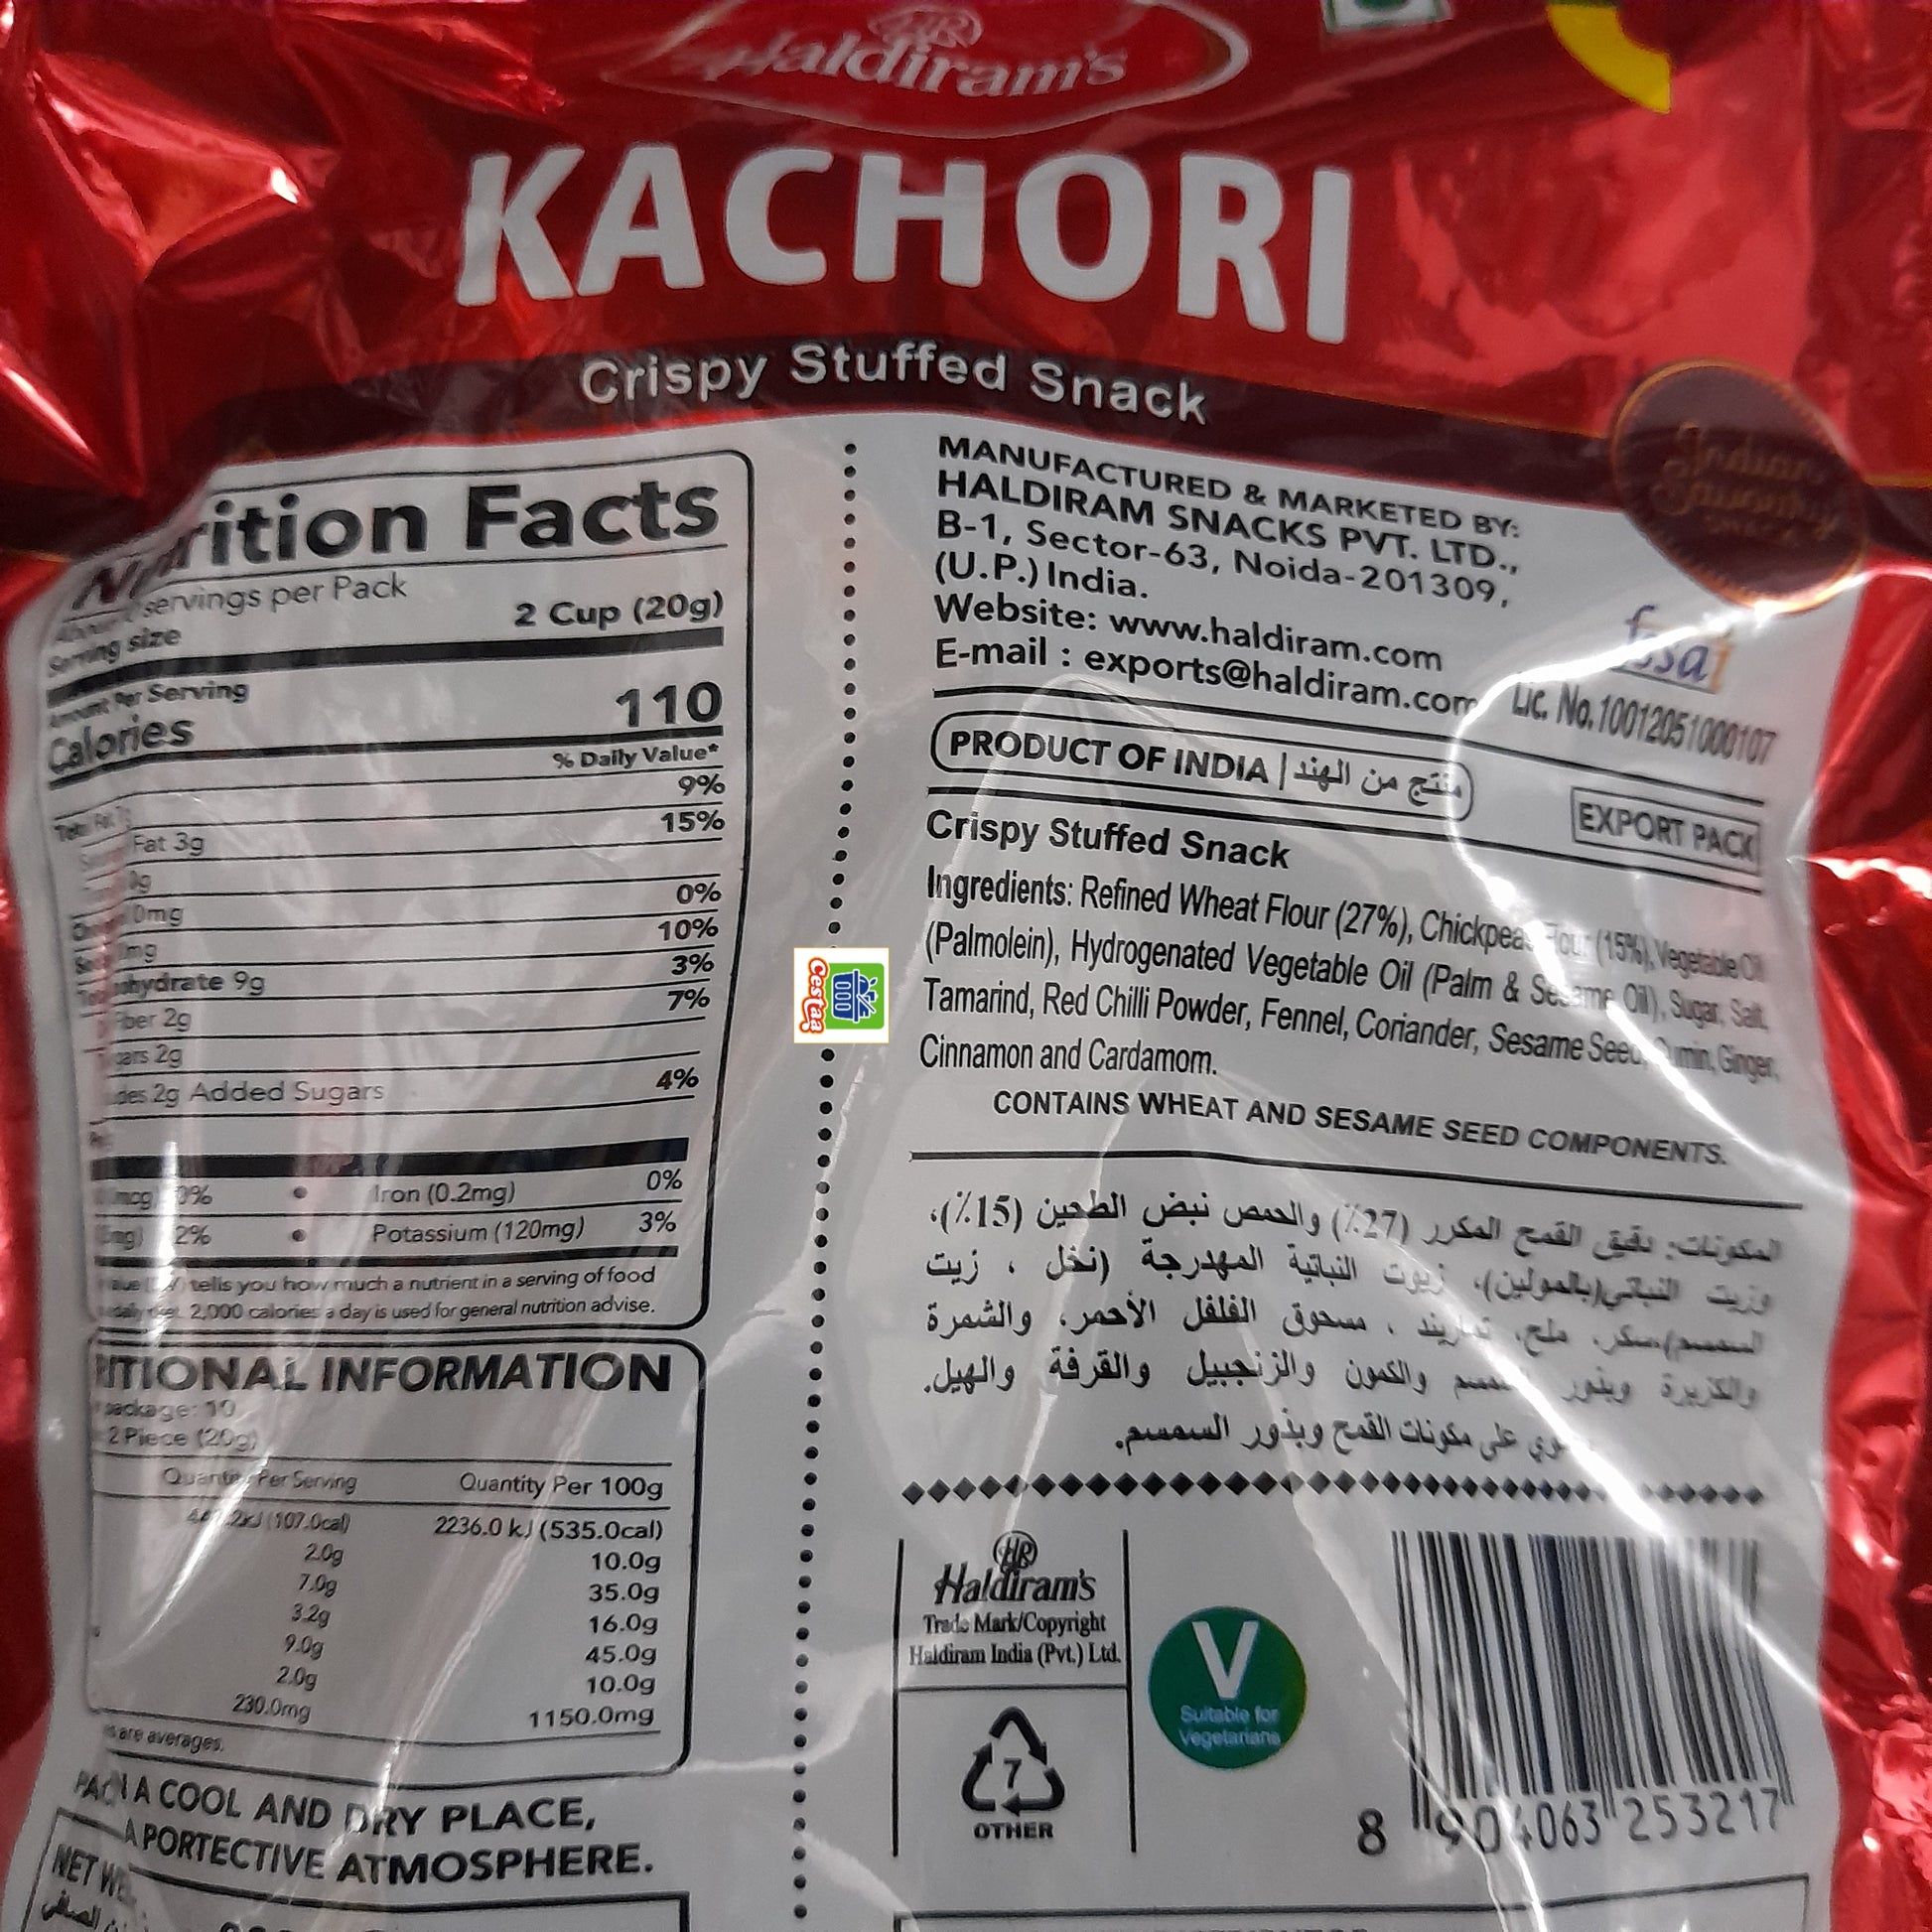 HR
Haldiram's
KACHORI
Crispy Stuffed Snack
Indian
Nutrition Facts
servings per Pack
Serving size 2 Cup (20g)
Amount Per Serving
Calories 110
% Daily Value*
9%
Fat 3g 15%
0g
0mg 0%
10%
9g 3%
2g 7%
2g
2g Added Sugars 4%
Iron (0.2mg) 0%
2% • Potassium (120mg) 3%
tells you how much a nutrient in a serving of food
2,000 calories a day is used for general nutrition advise.
INFORMATION
package: 10
2 Piece (20g)
Quantity Per Serving Quantity Per 100g
(107.0cal) 2236.0 kJ (535.0cal)
2.0g 10.0g
7.0g 35.0g
3.2g 16.0g
9.0g 45.0g
2.0g 10.0g
230.0mg 1150.0mg
are averages.
A COOL AND DRY PLACE,
A PORTECTIVE ATMOSPHERE.
NET
MANUFACTURED & MARKETED BY:
HALDIRAM SNACKS PVT. LTD.,
B-1, Sector-63, Noida-201309,
(U.P.) India.
Website: www.haldiram.com
E-mail : exports@haldiram.com
fssai
Lic. No. 10012051000107
PRODUCT OF INDIA | منتج من الهند
EXPORT PACK
Crispy Stuffed Snack
Ingredients: Refined Wheat Flour (27%), Chickpeas Flour (15%), Vegetable Oil
(Palmolein), Hydrogenated Vegetable Oil (Palm & Sesame Oil), Sugar, Salt,
Tamarind, Red Chilli Powder, Fennel, Coriander, Sesame Seed, Cumin, Ginger,
Cinnamon and Cardamom.
CONTAINS WHEAT AND SESAME SEED COMPONENTS.
المكونات: دقيق القمح المكرر (27٪) والحمص نبض الطحين (15٪)،
وزيت النباتي(بالمولين)، زيوت النباتية المهدرجة (نخل ، زيت
السمسم)،سكر، ملح، ، مسحوق الفلفل الأحمر، والشمرة
والكزبرة وبذور والكمون والزنجبيل والقرفة والهيل.
على مكونات القمح وبذور السمسم.
HR
Haldiram's
Trade Mark/Copyright
Haldiram India (Pvt.) Ltd.
7
OTHER
V
Suitable for
Vegetarians
8 904063 253217
Cestaa